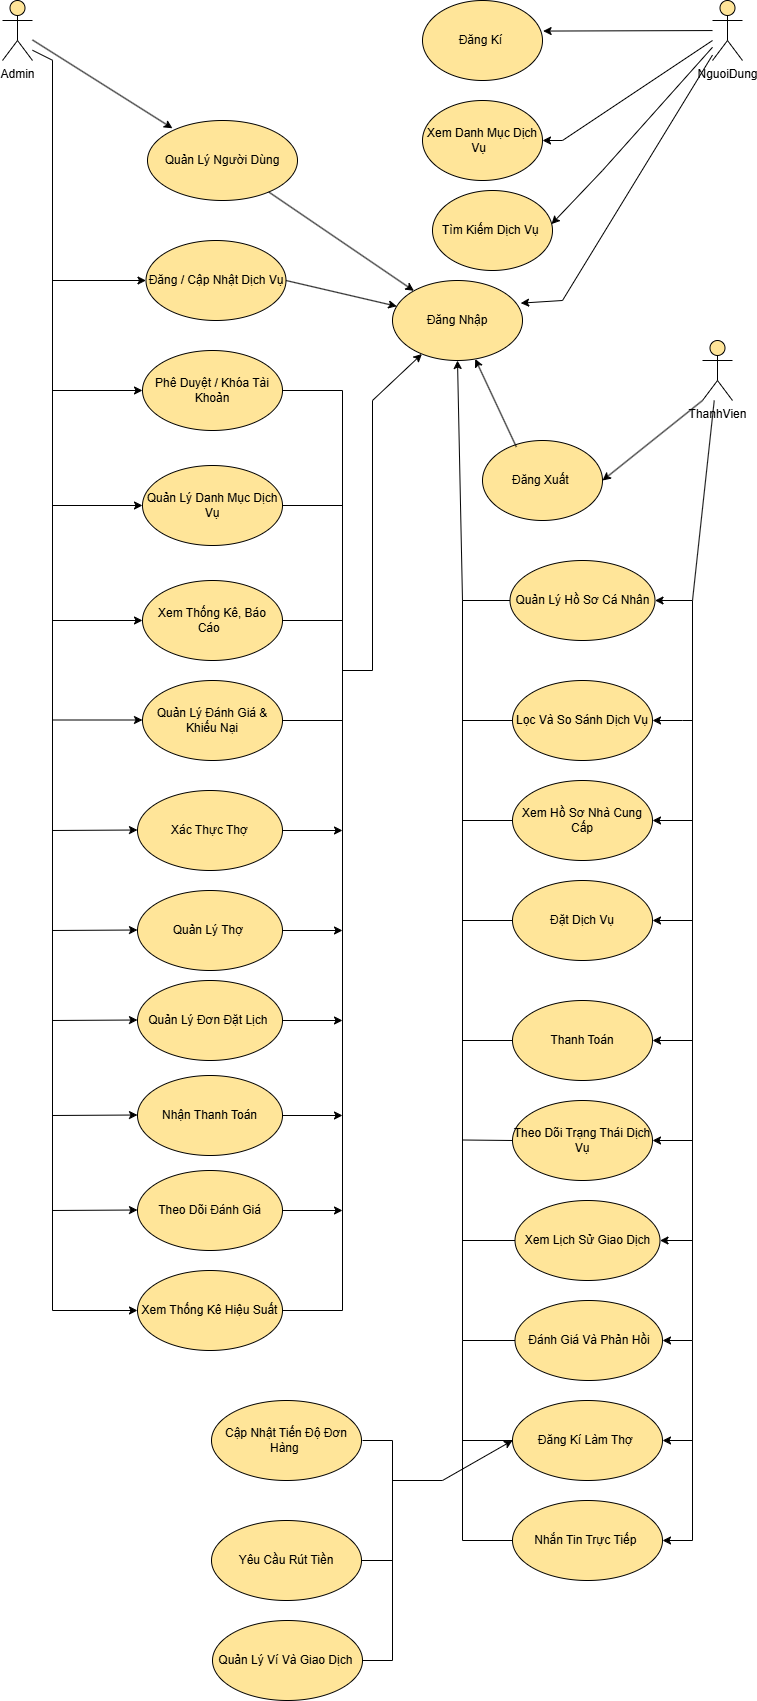 Admin
NguoiDung
Đăng Kí
Xem Danh Mục Dịch
Vụ
Quản Lý Người Dùng
Tìm Kiếm Dịch Vụ
Đăng / Cập Nhật Dịch Vụ
Đăng Nhập
Phê Duyệt / Khóa Tài
Khoản
ThanhVien
Quản Lý Danh Mục Dịch
Vụ
Đăng Xuất
Xem Thống Kê, Báo
Cáo
Quản Lý Hồ Sơ Cá Nhân
Quản Lý Đánh Giá &
Khiếu Nại
Lọc Và So Sánh Dịch Vụ
Xác Thực Thợ
Xem Hồ Sơ Nhà Cung
Cấp
Quản Lý Thợ
Đặt Dịch Vụ
Quản Lý Đơn Đặt Lịch
Thanh Toán
Nhận Thanh Toán
Theo Dõi Trạng Thái Dịch
Vụ
Theo Dõi Đánh Giá
Xem Lịch Sử Giao Dịch
Xem Thống Kê Hiệu Suất
Đánh Giá Và Phản Hồi
Cập Nhật Tiến Độ Đơn
Hàng
Đăng Kí Làm Thợ
Yêu Cầu Rút Tiền
Nhắn Tin Trực Tiếp
Quản Lý Ví Và Giao Dịch